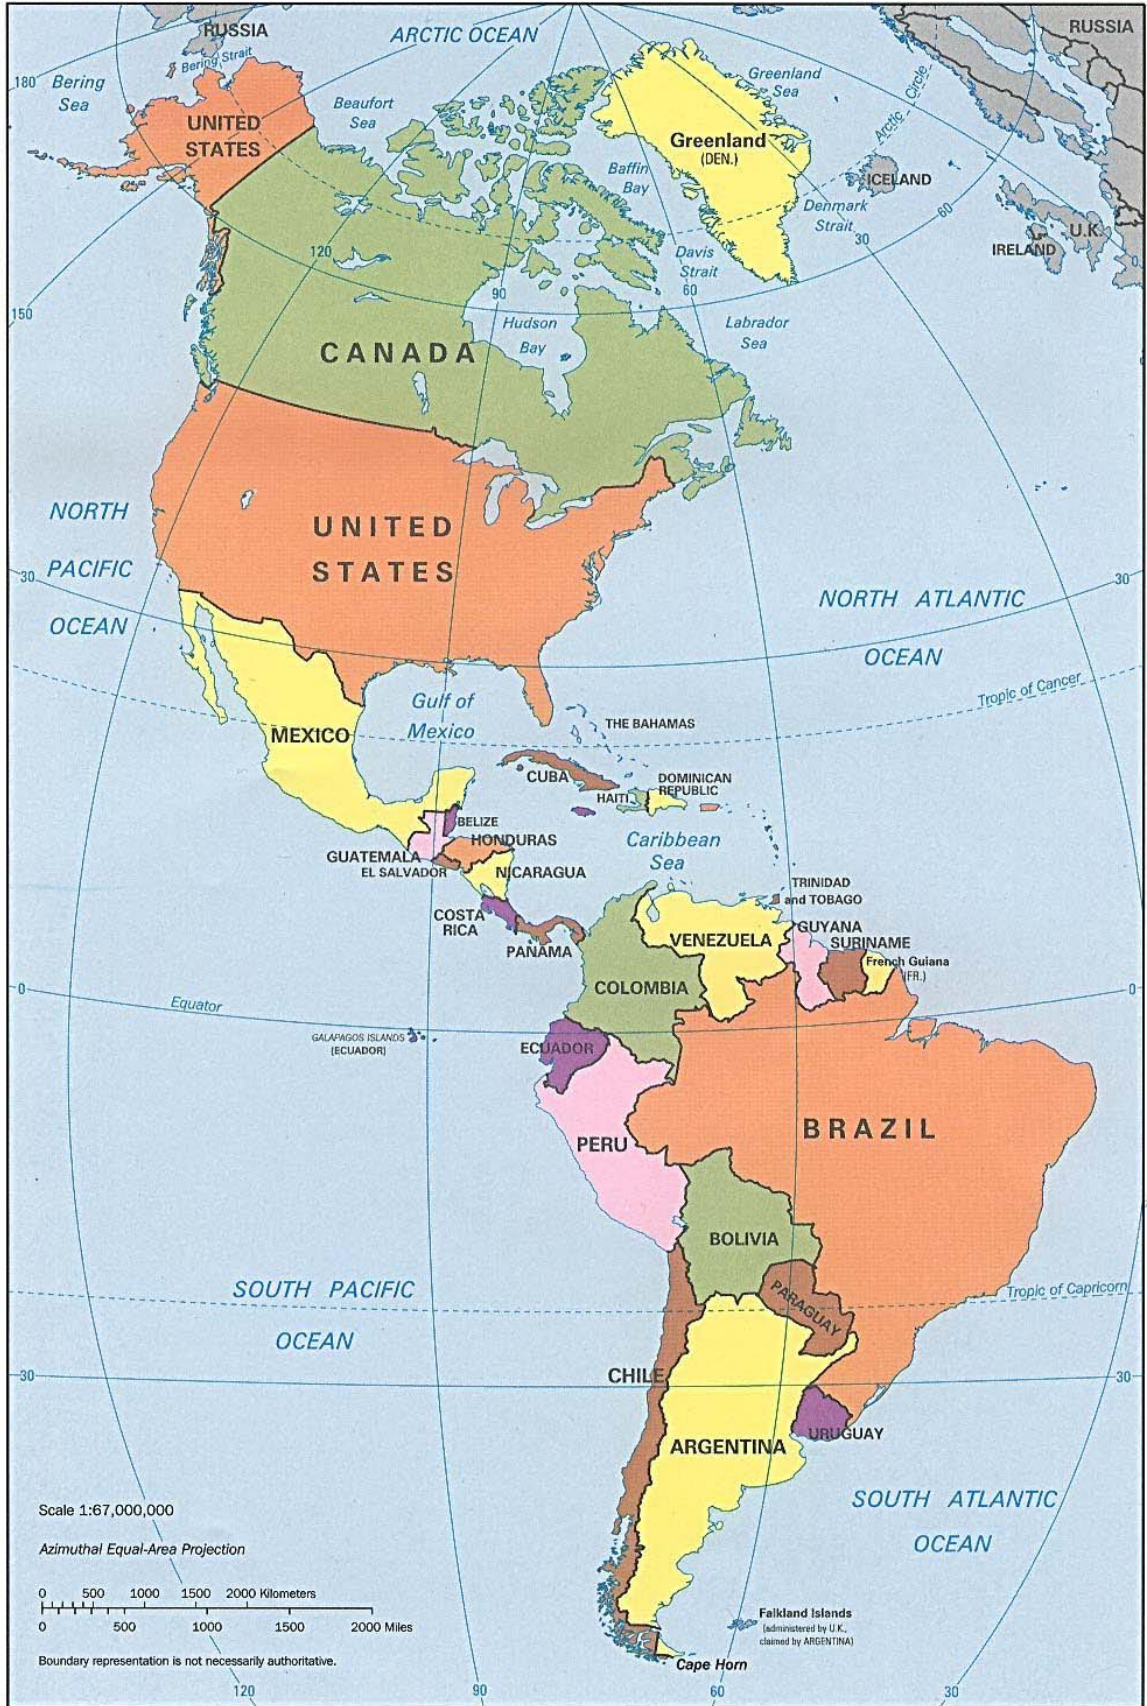 RUSSIA
ARCTIC OCEAN
RUSSIA
Bering Strait
180
Bering
Sea
Greenland
Sea
Beaufort
Sea
Arctic Circle
UNITED
STATES
Greenland
(DEN.)
Baffin
Bay
ICELAND
Denmark
Strait
60
U.K.
IRELAND
30
0
120
Davis
Strait
90
60
150
Hudson
Bay
Labrador
Sea
CANADA
NORTH
PACIFIC
OCEAN
UNITED
STATES
30
30
NORTH ATLANTIC
OCEAN
Tropic of Cancer
Gulf of
Mexico
MEXICO
THE BAHAMAS
CUBA
DOMINICAN
REPUBLIC
HAITI
BELIZE
HONDURAS
Caribbean
Sea
GUATEMALA
EL SALVADOR
NICARAGUA
TRINIDAD
and TOBAGO
COSTA
RICA
PANAMA
VENEZUELA
GUYANA
SURINAME
French Guiana
(FR.)
COLOMBIA
0
0
Equator
GALAPAGOS ISLANDS
(ECUADOR)
ECUADOR
BRAZIL
PERU
BOLIVIA
SOUTH PACIFIC
OCEAN
Tropic of Capricorn
PARAGUAY
30
CHILE
30
URUGUAY
ARGENTINA
SOUTH ATLANTIC
OCEAN
Scale 1:67,000,000
Azimuthal Equal-Area Projection
0 500 1000 1500 2000 Kilometers
0 500 1000 1500 2000 Miles
Falkland Islands
(administered by U.K.,
claimed by ARGENTINA)
Boundary representation is not necessarily authoritative.
Cape Horn
120
90
60
30